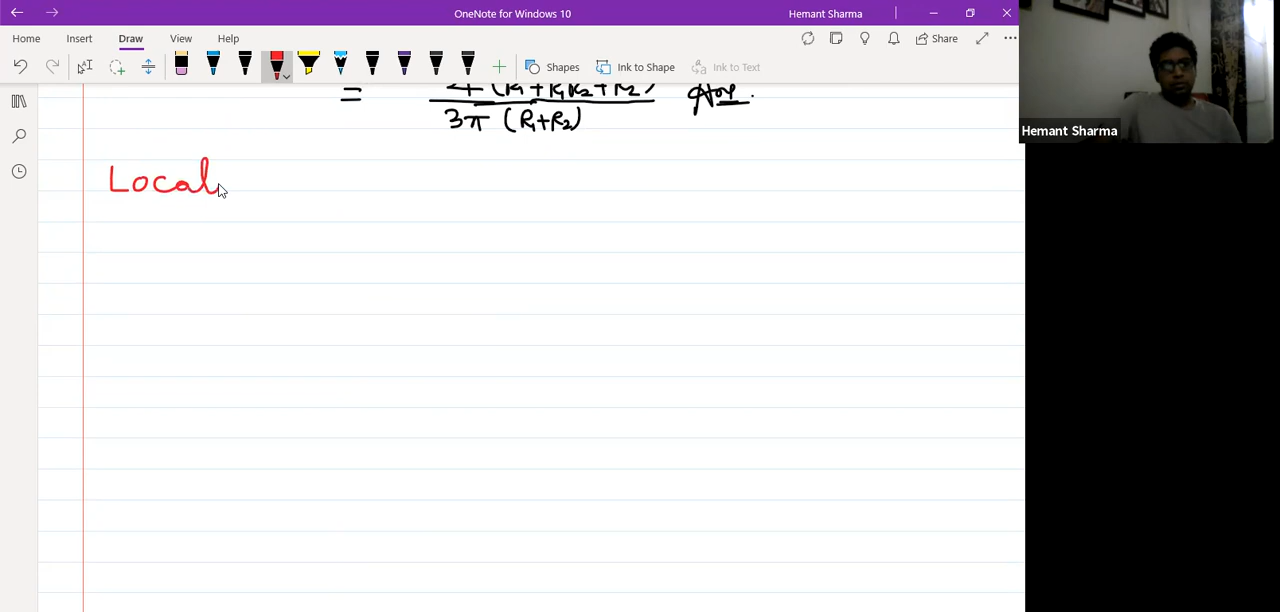 OneNote for Windows 10
Hemant Sharma
Home Insert Draw View Help
Share
Shapes
Ink to Shape
Ink to Text
=
3π (R₁+R₂)
Local
Hemant Sharma